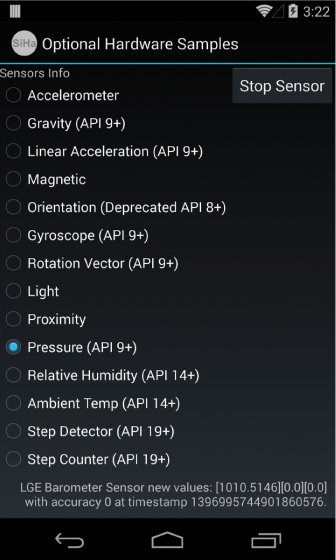 3:22
SiHa Optional Hardware Samples
Sensors Info
Stop Sensor
Accelerometer
Gravity (API 9+)
Linear Acceleration (API 9+)
Magnetic
Orientation (Deprecated API 8+)
Gyroscope (API 9+)
Rotation Vector (API 9+)
Light
Proximity
Pressure (API 9+)
Relative Humidity (API 14+)
Ambient Temp (API 14+)
Step Detector (API 19+)
Step Counter (API 19+)
LGE Barometer Sensor new values: [1010.5146][0.0][0.0]
with accuracy 0 at timestamp 1396995744901860576.